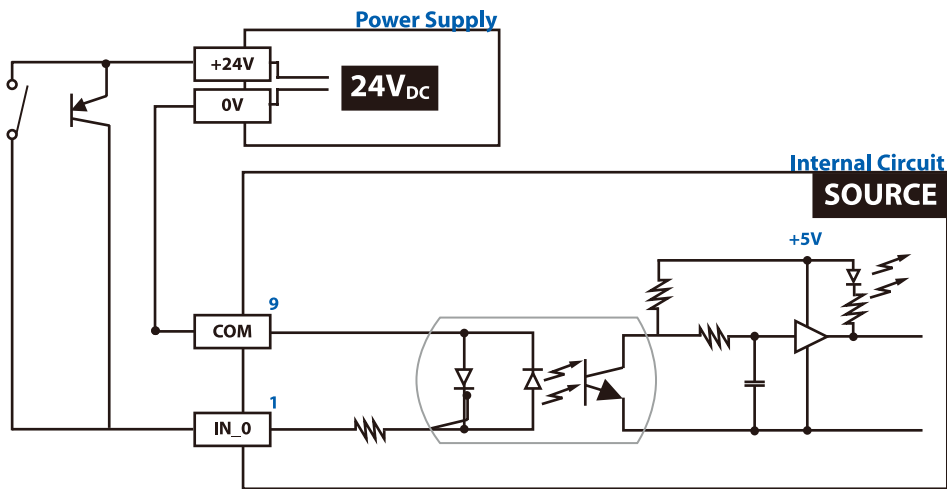 Power Supply
+24V
0V
24VDC
Internal Circuit
SOURCE
+5V
9
COM
1
IN_0